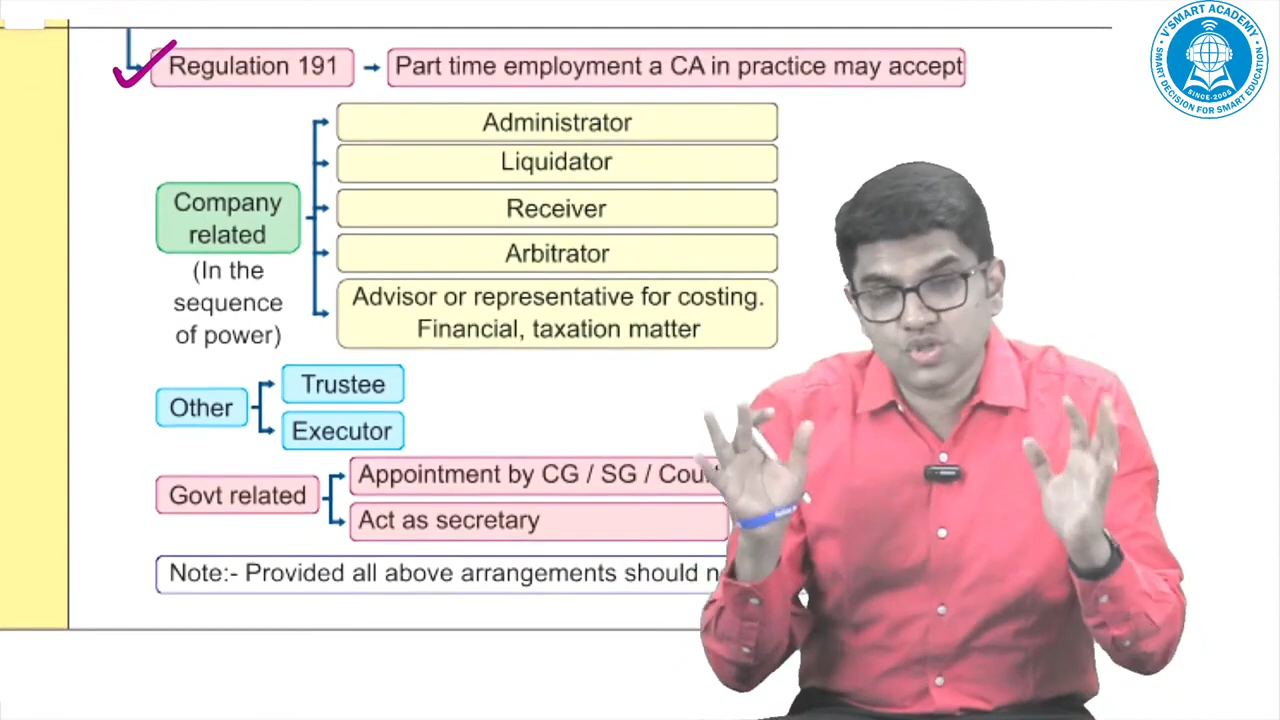 Regulation 191
Part time employment a CA in practice may accept
Company
related
(In the
sequence
of power)
Administrator
Liquidator
Receiver
Arbitrator
Advisor or representative for costing.
Financial, taxation matter
Other
Trustee
Executor
Govt related
Appointment by CG / SG /
Act as secretary
Note:- Provided all above arrangements should
V'SMART ACADEMY
SINCE-2005
SMART DECISION FOR SMART EDUCATION